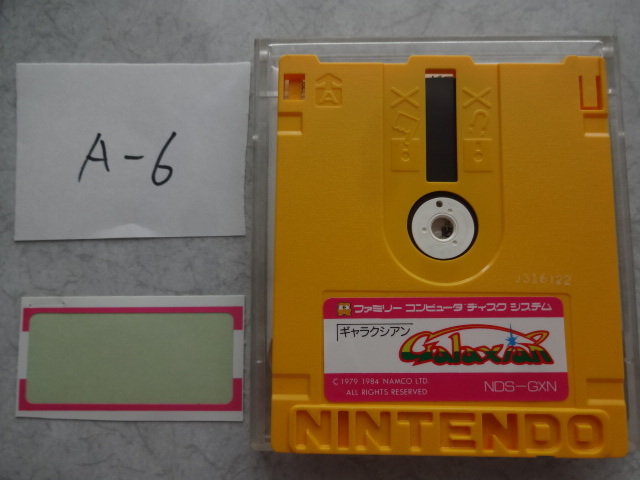 A-6
A
J316122
ファミリー コンピュータ ディスク システム
ギャラクシアン
Galaxian
©1979 1984 NAMCO LTD.
ALL RIGHTS RESERVED
NDS-GXN
NINTENDO